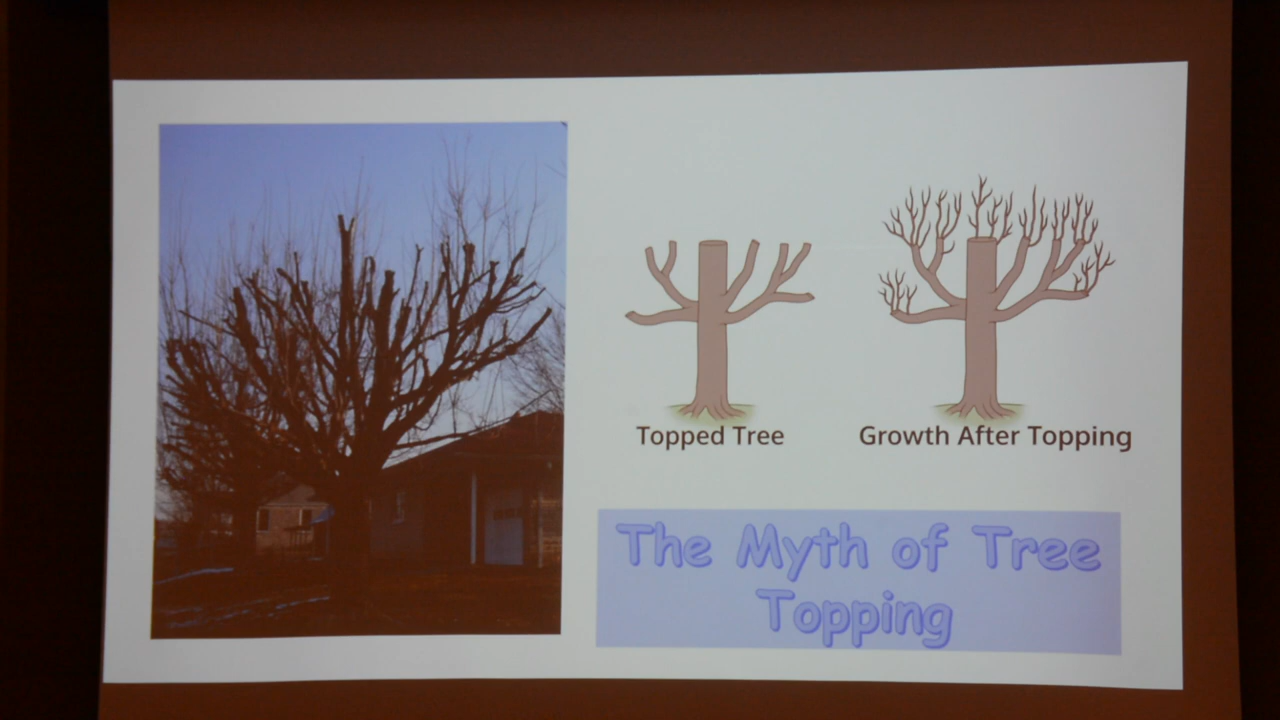 Topped Tree
Growth After Topping
The Myth of Tree
Topping